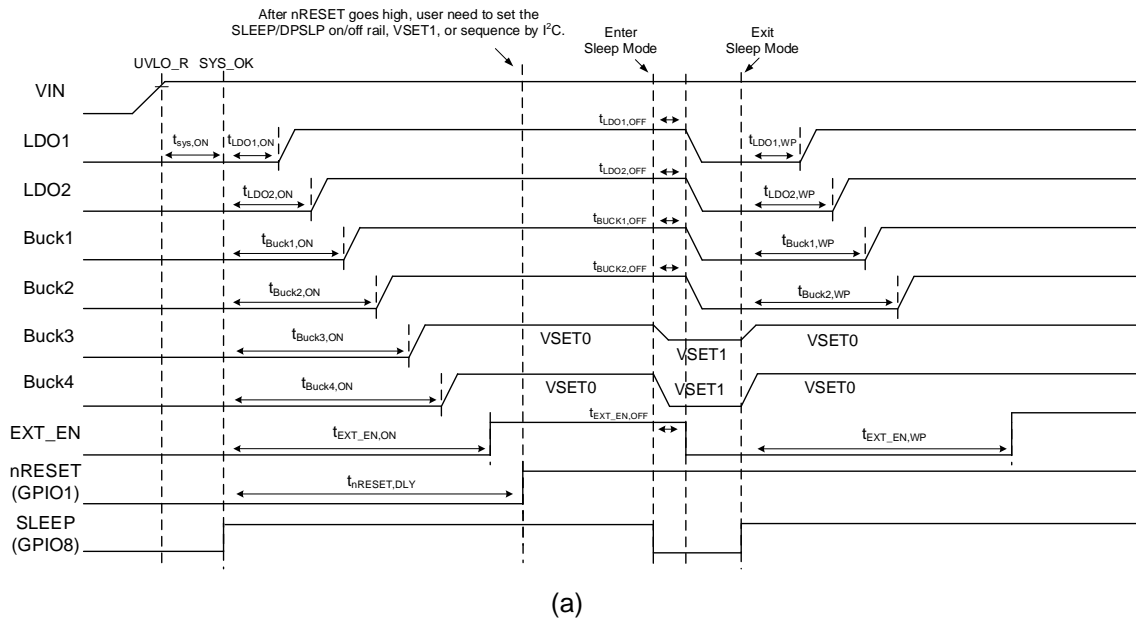 After nRESET goes high, user need to set the
SLEEP/DPSLP on/off rail, VSET1, or sequence by I²C.
Enter
Sleep Mode
Exit
Sleep Mode
UVLO_R SYS_OK
VIN
LDO1
tsys,ON
tLDO1,ON
tLDO1,OFF
tLDO1,WP
LDO2
tLDO2,ON
tLDO2,OFF
tLDO2,WP
Buck1
tBuck1,ON
tBUCK1,OFF
tBuck1,WP
Buck2
tBuck2,ON
tBUCK2,OFF
tBuck2,WP
Buck3
tBuck3,ON
VSET0
VSET1
VSET0
Buck4
tBuck4,ON
VSET0
VSET1
VSET0
EXT_EN
tEXT_EN,ON
tEXT_EN,OFF
tEXT_EN,WP
nRESET
(GPIO1)
tnRESET,DLY
SLEEP
(GPIO8)
(a)